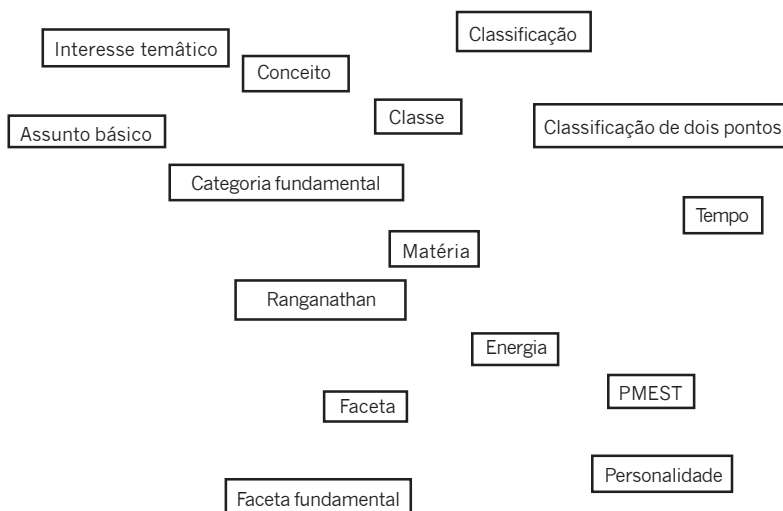 Classificação
Interesse temâtico
Conceito
Classe
Classificação de dois pontos
Assunto básico
Categoria fundamental
Tempo
Matéria
Ranganathan
Energia
PMEST
Faceta
Personalidade
Faceta fundamental